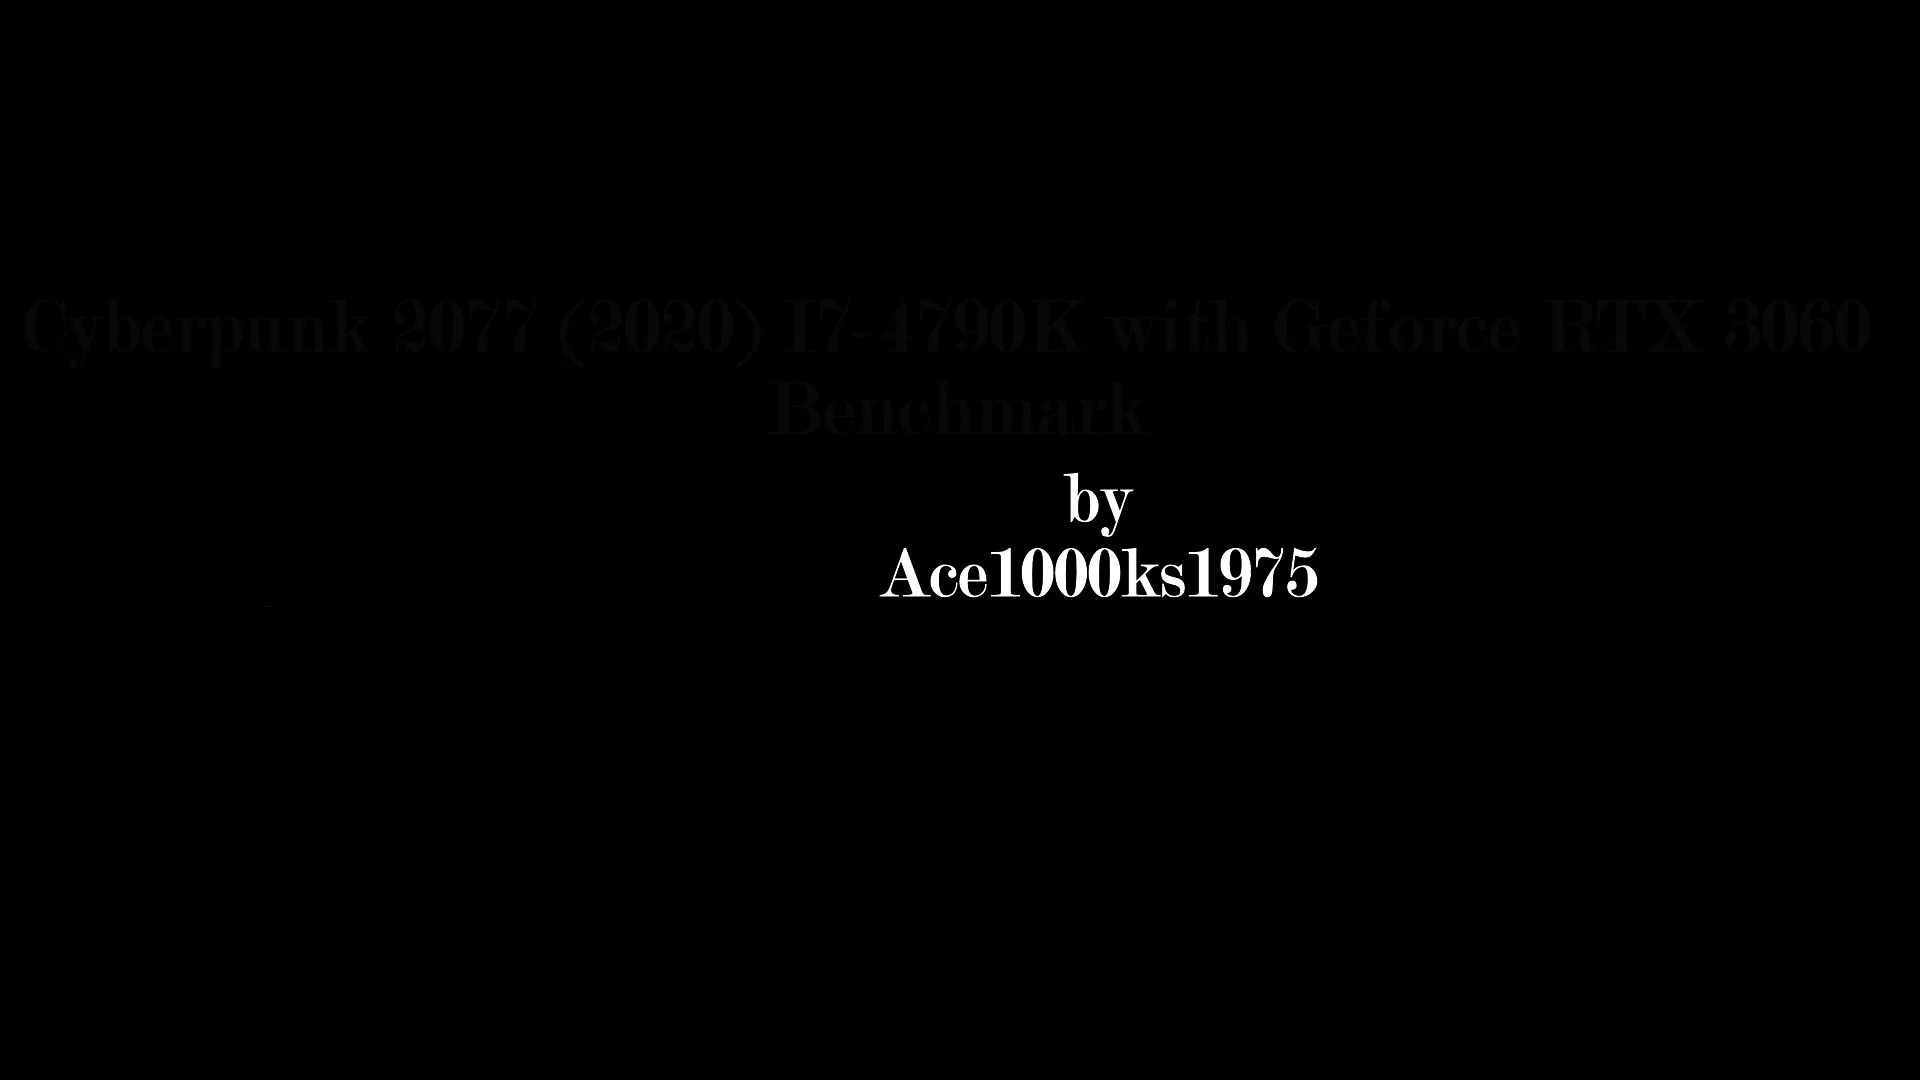 Cyberpunk 2077 (2020) I7-4790K with Geforce RTX 3060
Benchmark
by
Ace1000ks1975